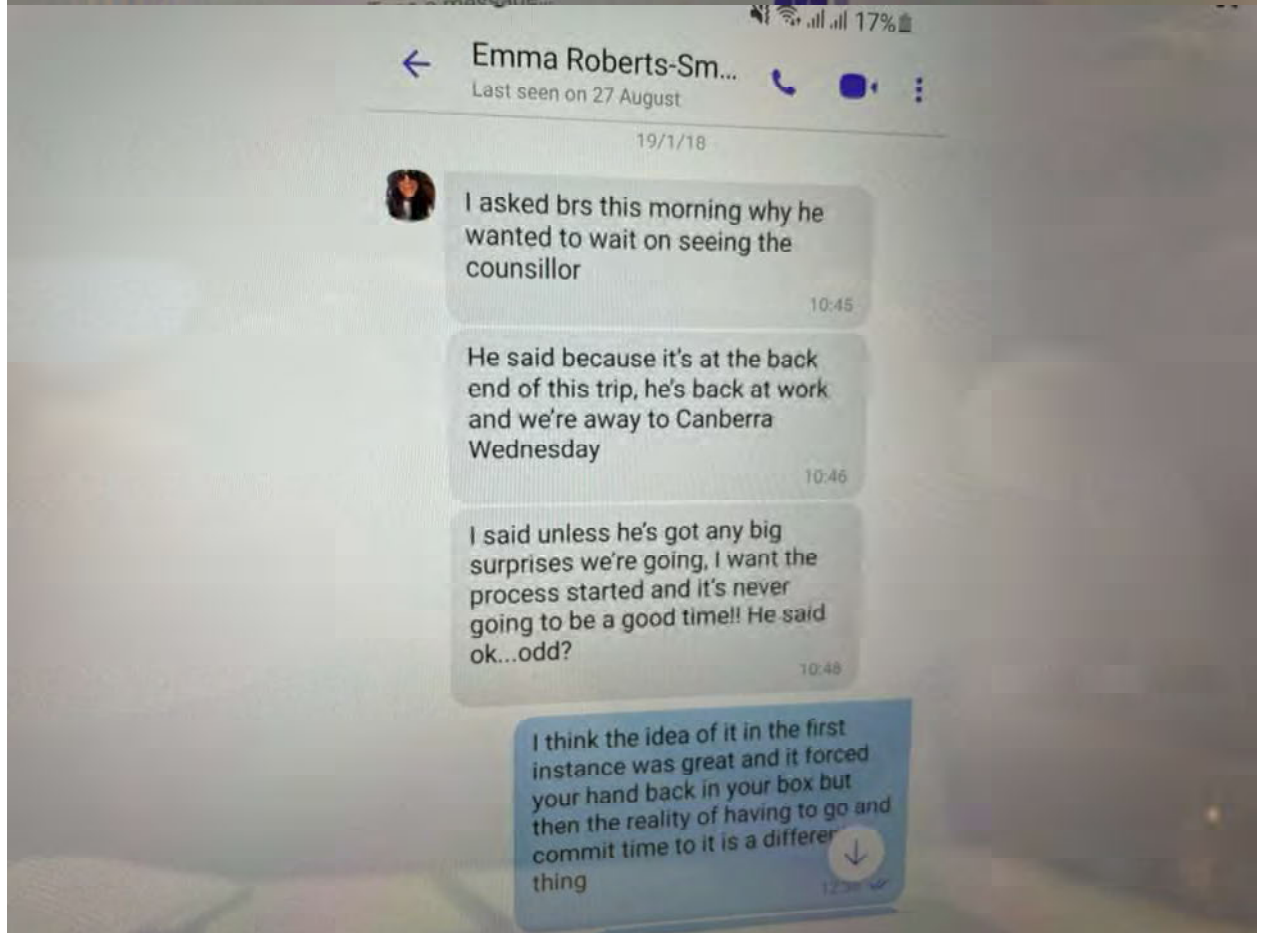 17%
Emma Roberts-Sm...
Last seen on 27 August
19/1/18
I asked brs this morning why he
wanted to wait on seeing the
counsillor
10:45
He said because it's at the back
end of this trip, he's back at work
and we're away to Canberra
Wednesday
10:46
I said unless he's got any big
surprises we're going, I want the
process started and it's never
going to be a good time!! He said
ok...odd?
10:48
I think the idea of it in the first
instance was great and it forced
your hand back in your box but
then the reality of having to go and
commit time to it is a differen
thing